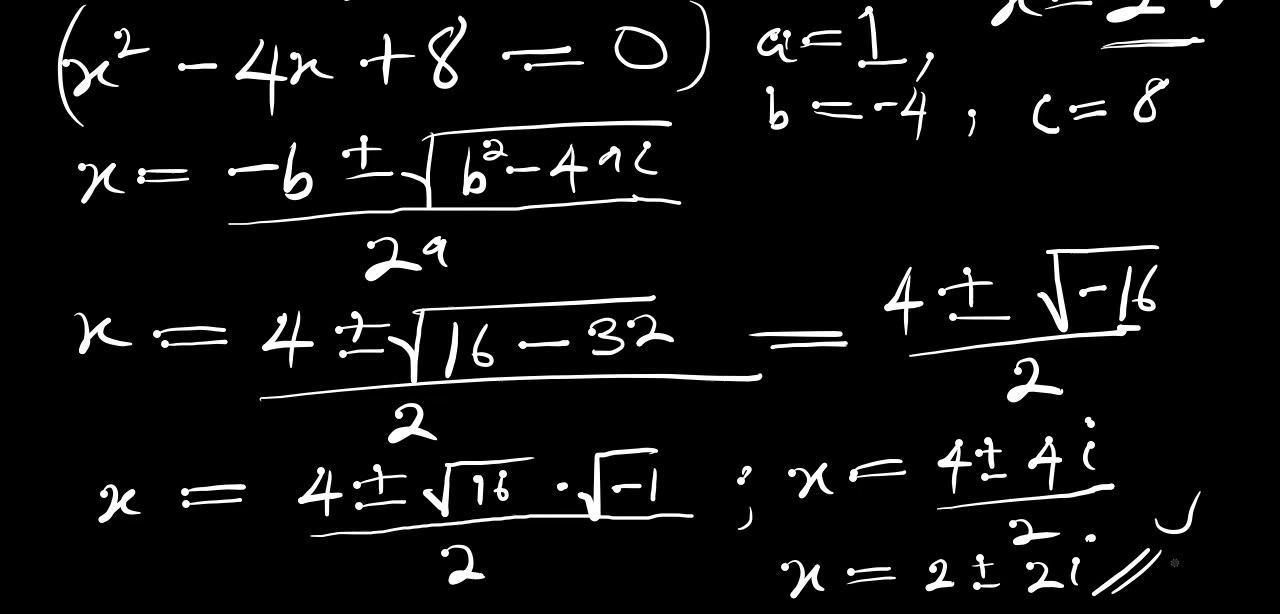 (x² - 4x + 8 = 0) a = 1,
b = -4 ; c = 8
x = (-b ± √(b² - 4ac)) / 2a
x = (4 ± √(16 - 32)) / 2 = (4 ± √(-16)) / 2
x = (4 ± √16 · √-1) / 2 ; x = (4 ± 4i) / 2
x = 2 ± 2i //